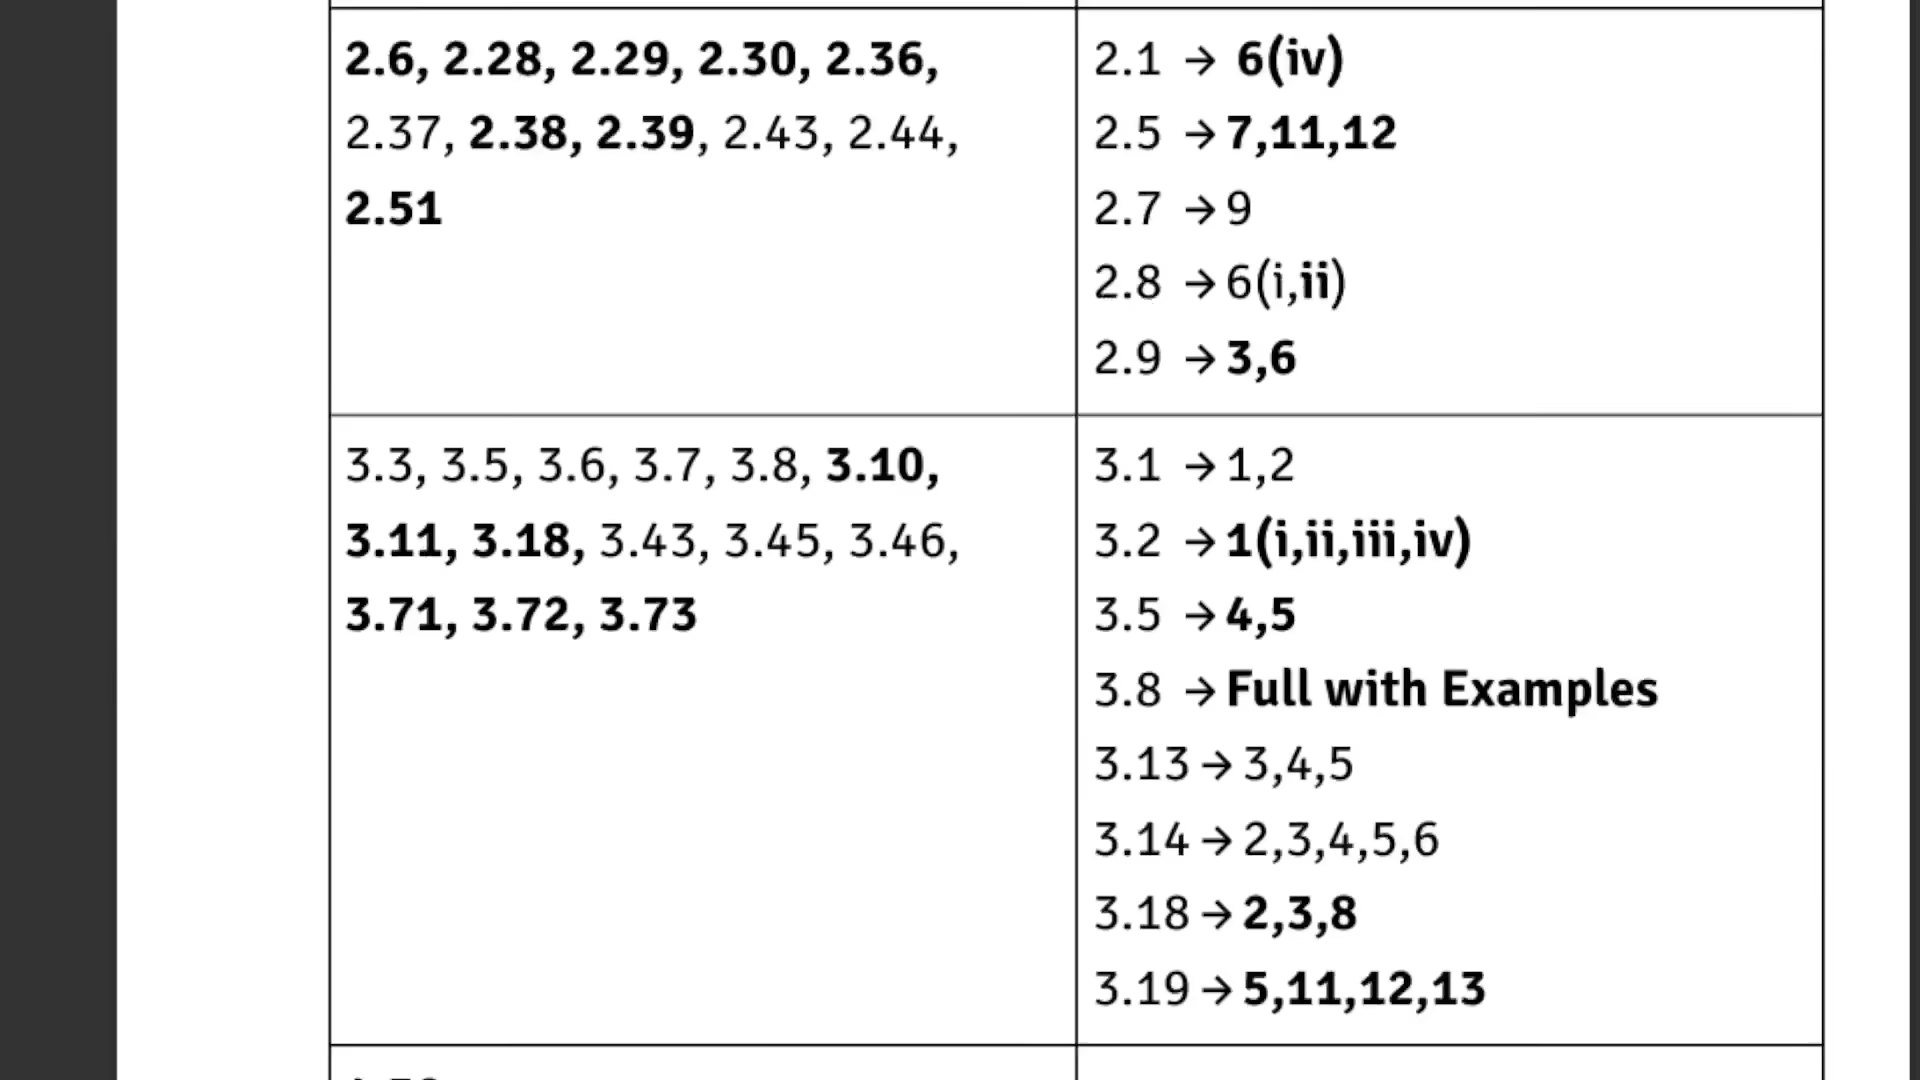 2.6, 2.28, 2.29, 2.30, 2.36,
2.37, 2.38, 2.39, 2.43, 2.44,
2.51
2.1 → 6(iv)
2.5 → 7,11,12
2.7 → 9
2.8 → 6(i,ii)
2.9 → 3,6
3.3, 3.5, 3.6, 3.7, 3.8, 3.10,
3.11, 3.18, 3.43, 3.45, 3.46,
3.71, 3.72, 3.73
3.1 → 1,2
3.2 → 1(i,ii,iii,iv)
3.5 → 4,5
3.8 → Full with Examples
3.13 → 3,4,5
3.14 → 2,3,4,5,6
3.18 → 2,3,8
3.19 → 5,11,12,13